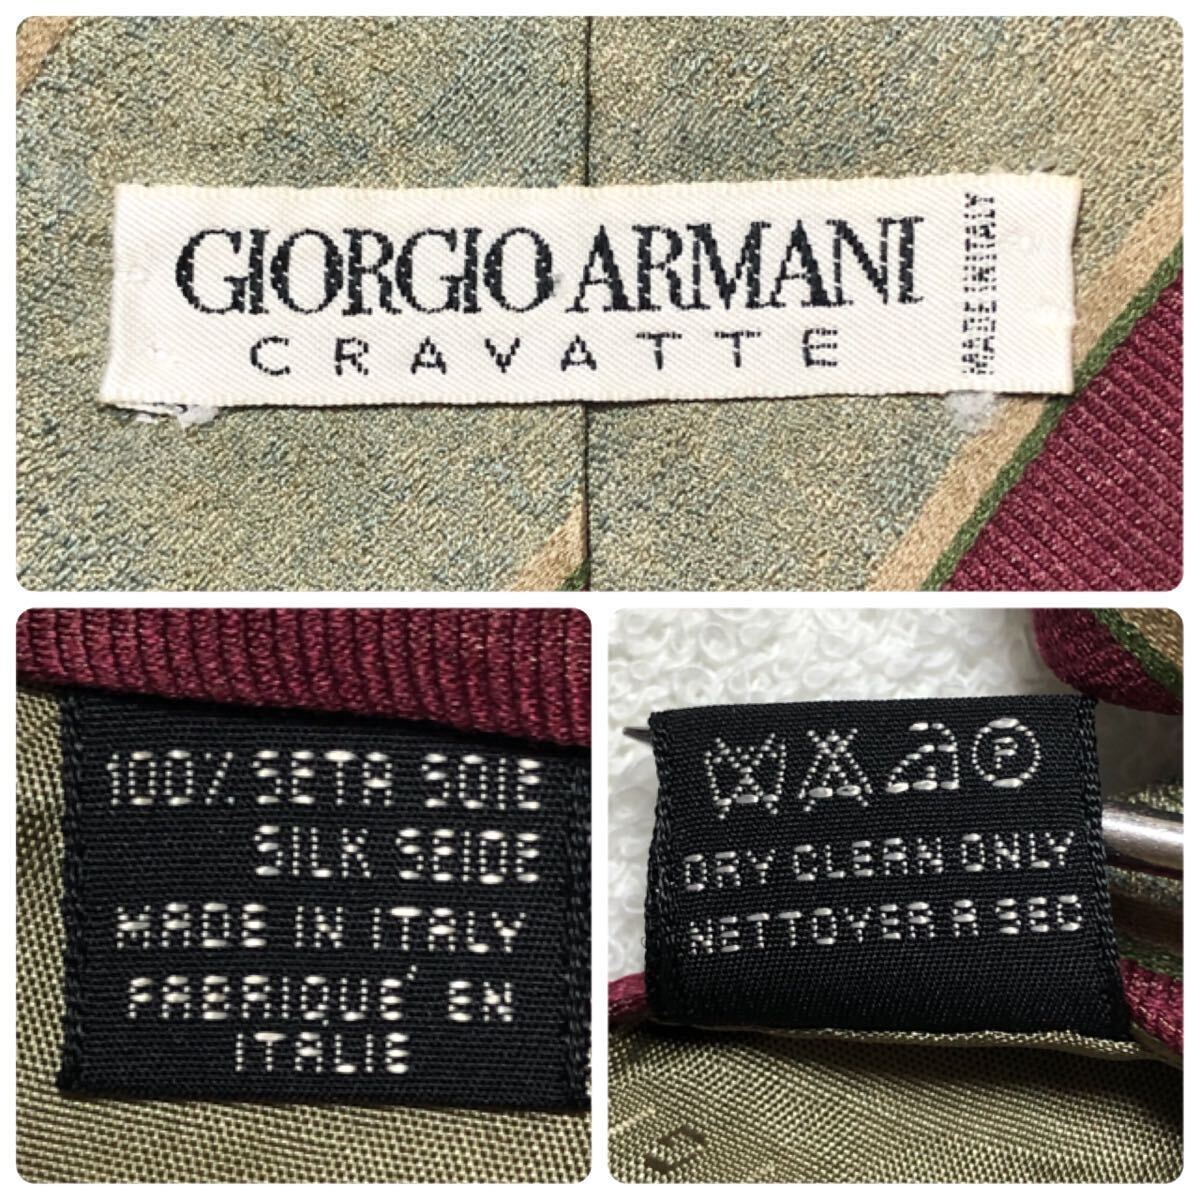 GIORGIO ARMANI
CRAVATTE
MADE IN ITALY
100% SETA SOIE
SILK SEIDE
MADE IN ITALY
FABRIQUE' EN
ITALIE
P
DRY CLEAN ONLY
NETTOYER A SEC